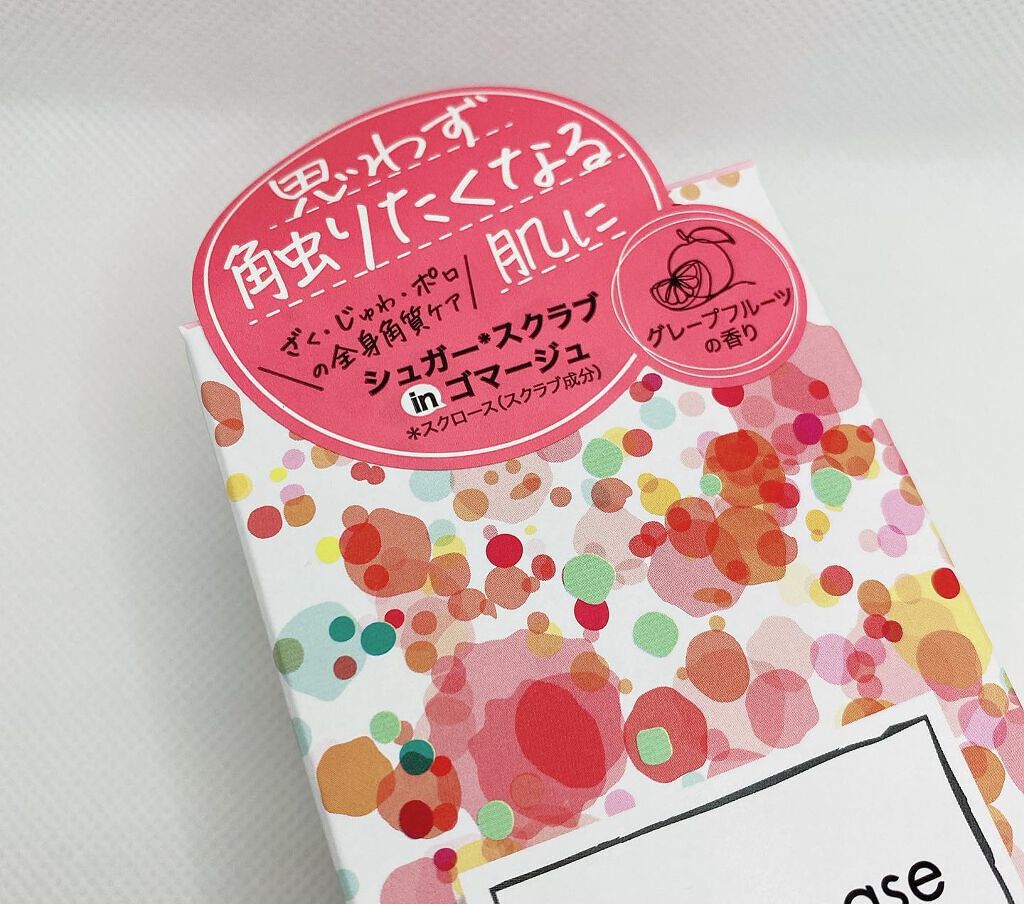 思わず
触りたくなる
肌に
ざく・じゅわ・ポロ
の全身角質ケア
シュガー*スクラブ
in ゴマージュ
*スクロース(スクラブ成分)
グレープフルーツ
の香り
ase